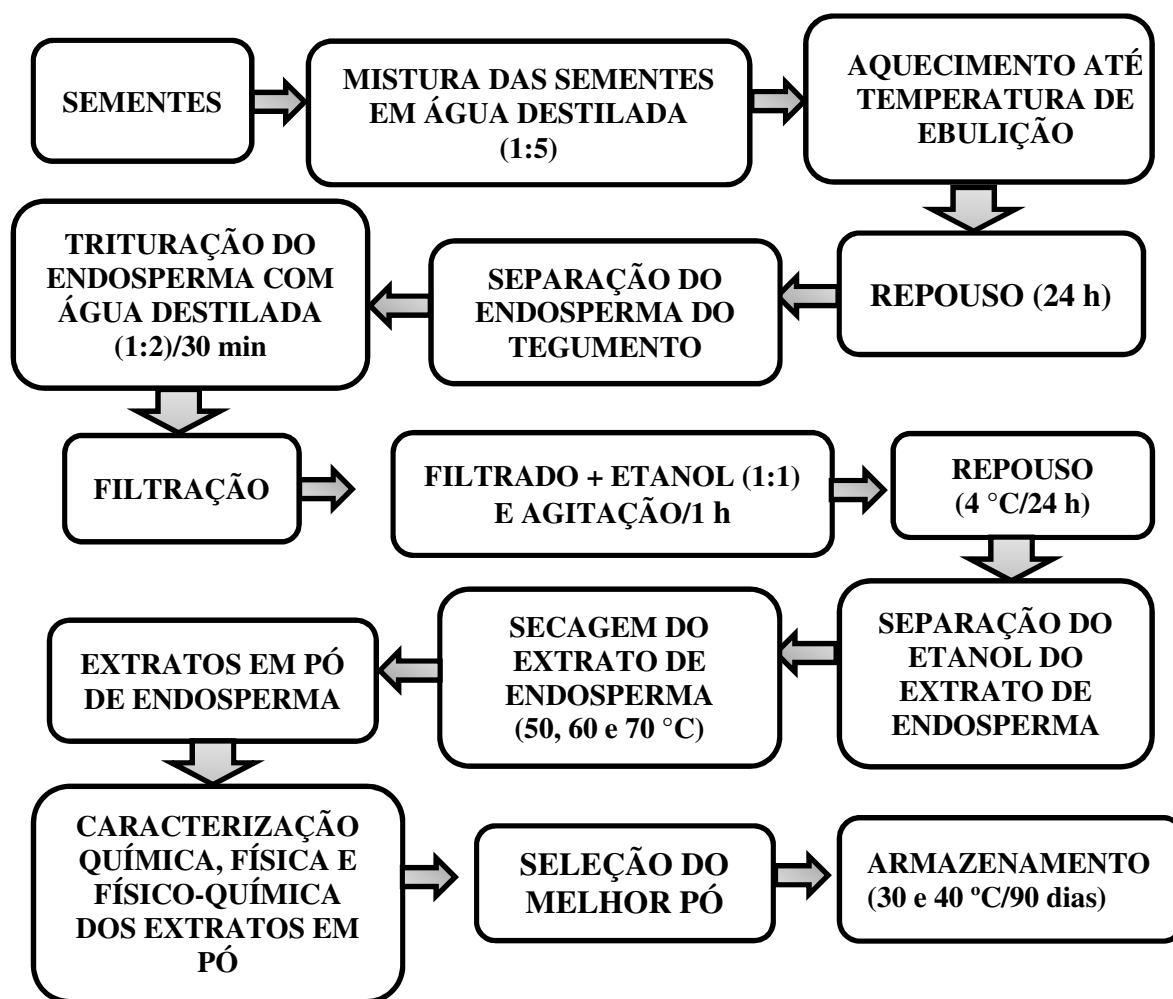 SEMENTES
MISTURA DAS SEMENTES
EM ÁGUA DESTILADA
(1:5)
AQUECIMENTO ATÉ
TEMPERATURA DE
EBULIÇÃO
REPOUSO (24 h)
SEPARAÇÃO DO
ENDOSPERMA DO
TEGUMENTO
TRITURAÇÃO DO
ENDOSPERMA COM
ÁGUA DESTILADA
(1:2)/30 min
FILTRAÇÃO
FILTRADO + ETANOL (1:1)
E AGITAÇÃO/1 h
REPOUSO
(4 °C/24 h)
SEPARAÇÃO DO
ETANOL DO
EXTRATO DE
ENDOSPERMA
SECAGEM DO
EXTRATO DE
ENDOSPERMA
(50, 60 e 70 °C)
EXTRATOS EM PÓ
DE ENDOSPERMA
CARACTERIZAÇÃO
QUÍMICA, FÍSICA E
FÍSICO-QUÍMICA
DOS EXTRATOS EM
PÓ
SELEÇÃO DO
MELHOR PÓ
ARMAZENAMENTO
(30 e 40 ºC/90 dias)